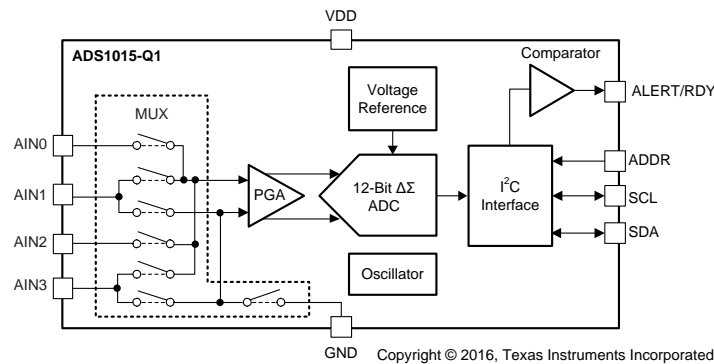 VDD
ADS1015-Q1
Comparator
Voltage
Reference
ALERT/RDY
MUX
AIN0
ADDR
AIN1
PGA
12-Bit ΔΣ
ADC
I²C
Interface
SCL
AIN2
SDA
Oscillator
AIN3
GND
Copyright © 2016, Texas Instruments Incorporated